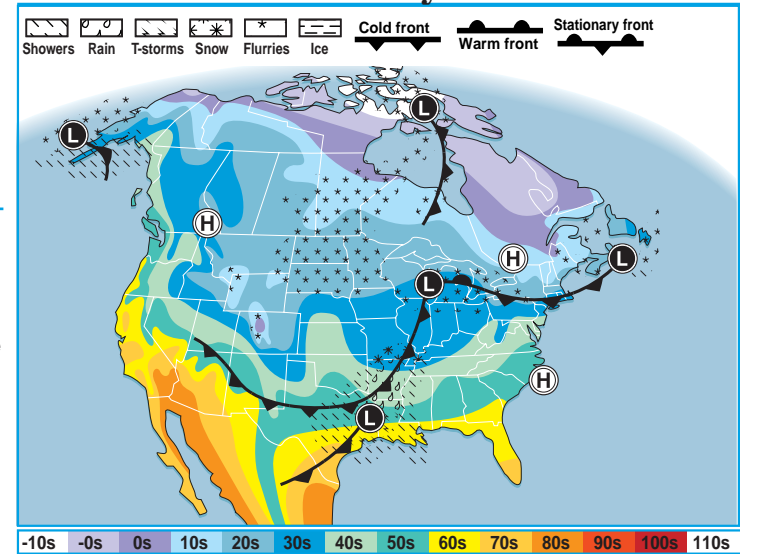 Cold front
Stationary front
Warm front
Showers Rain T-storms Snow Flurries Ice
L
L
H
H
L
L
H
L
-10s -0s 0s 10s 20s 30s 40s 50s 60s 70s 80s 90s 100s 110s